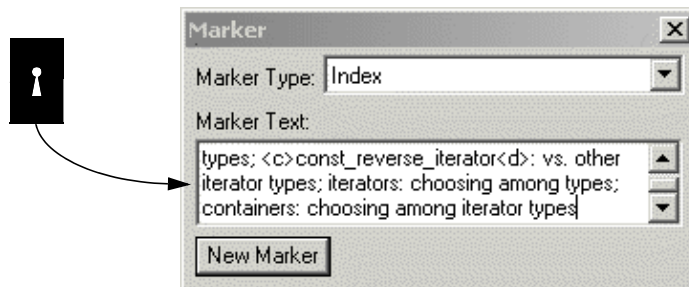 Marker
Marker Type: Index
Marker Text:
types; <c>const_reverse_iterator<d>: vs. other
iterator types; iterators: choosing among types;
containers: choosing among iterator types
New Marker